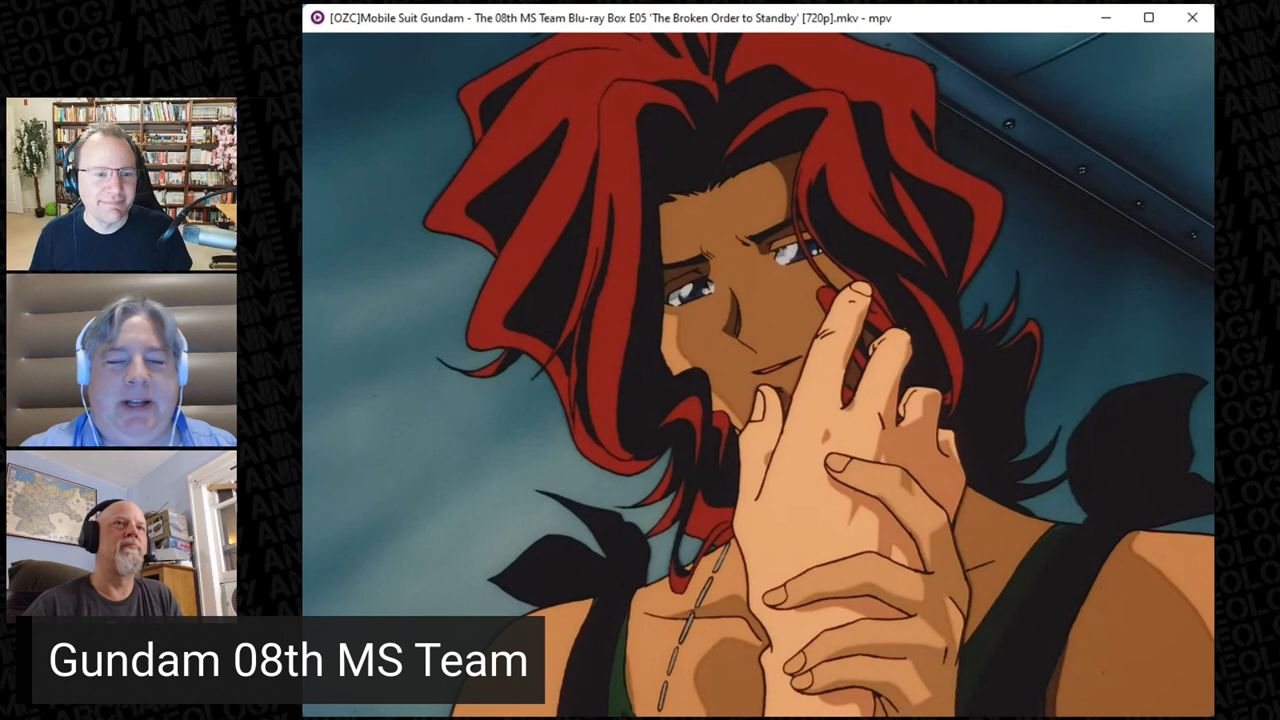 [OZC]Mobile Suit Gundam - The 08th MS Team Blu-ray Box E05 'The Broken Order to Standby' [720p].mkv - mpv
Gundam 08th MS Team